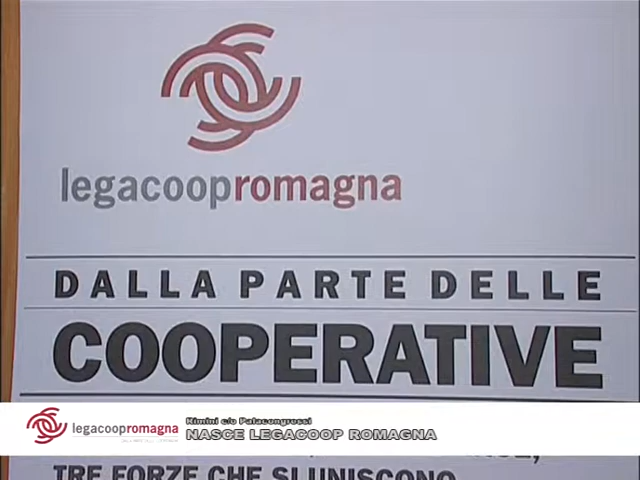 legacoopromagna
DALLA PARTE DELLE
COOPERATIVE
legacoopromagna
Rimini c/o Palacongressi
NASCE LEGACOOP ROMAGNA
TRE FORZE CHE SI UNISCONO